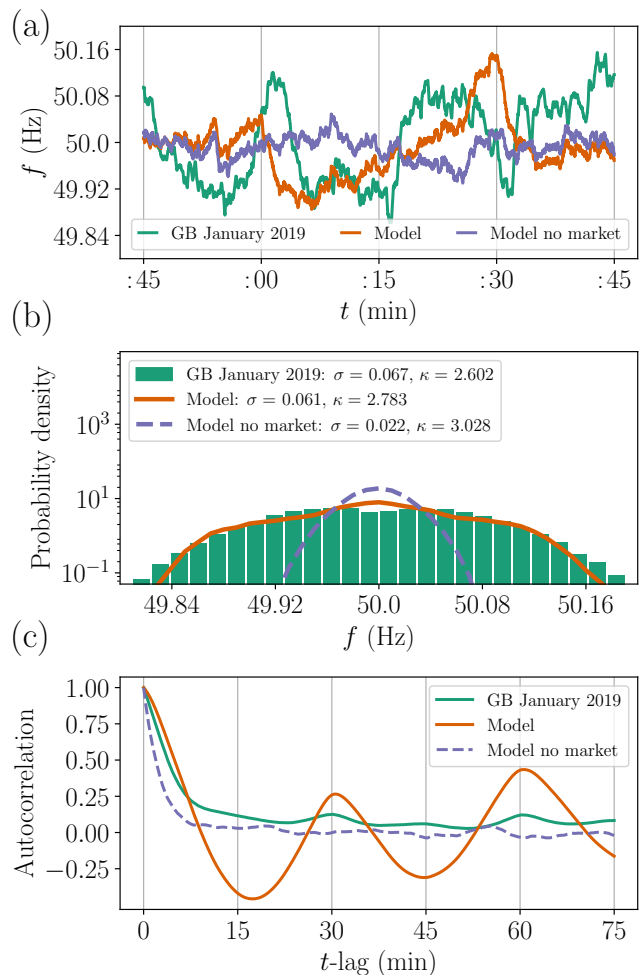 (a)
50.16
50.08
50.0
49.92
49.84
f (Hz)
GB January 2019 Model Model no market
:45 :00 :15 :30 :45
t (min)
(b)
Probability density
10³
10¹
10⁻¹
GB January 2019: σ = 0.067, κ = 2.602
Model: σ = 0.061, κ = 2.783
Model no market: σ = 0.022, κ = 3.028
49.84 49.92 50.0 50.08 50.16
f (Hz)
(c)
Autocorrelation
1.00
0.75
0.50
0.25
0.00
−0.25
GB January 2019
Model
Model no market
0 15 30 45 60 75
t-lag (min)